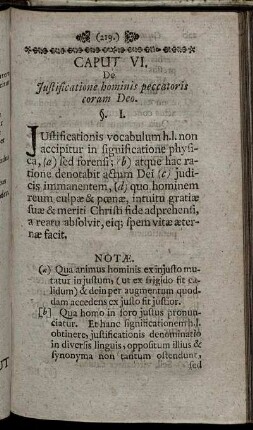 (219.)
CAPUT VI.
De
Justificatione hominis peccatoris
coram Deo.
§. I.
JUstificationis vocabulum h.l. non
accipitur in significatione physi-
ca, (a) sed forensi; (b) atque hac ra-
tione denotabit actum Dei (c) judi-
cis immanentem, (d) quo hominem
reum culpæ & pœnæ, intuitu gratiæ
suæ & meriti Christi fide adprehensi,
a reatu absolvit, eiq; spem vitæ æter-
næ facit.
NOTÆ.
(a) Qua animus hominis ex injusto mu-
tatur in justum, (ut ex frigido fit ca-
lidum) & dein per augmentum quod-
dam accedens ex justo fit justior.
[b] Qua homo in foro justus pronun-
ciatur. Et hanc significationem h.l.
obtinere, justificationis denominatio
in diversis linguis, oppositum illius &
synonyma non tantum ostendunt,
sed